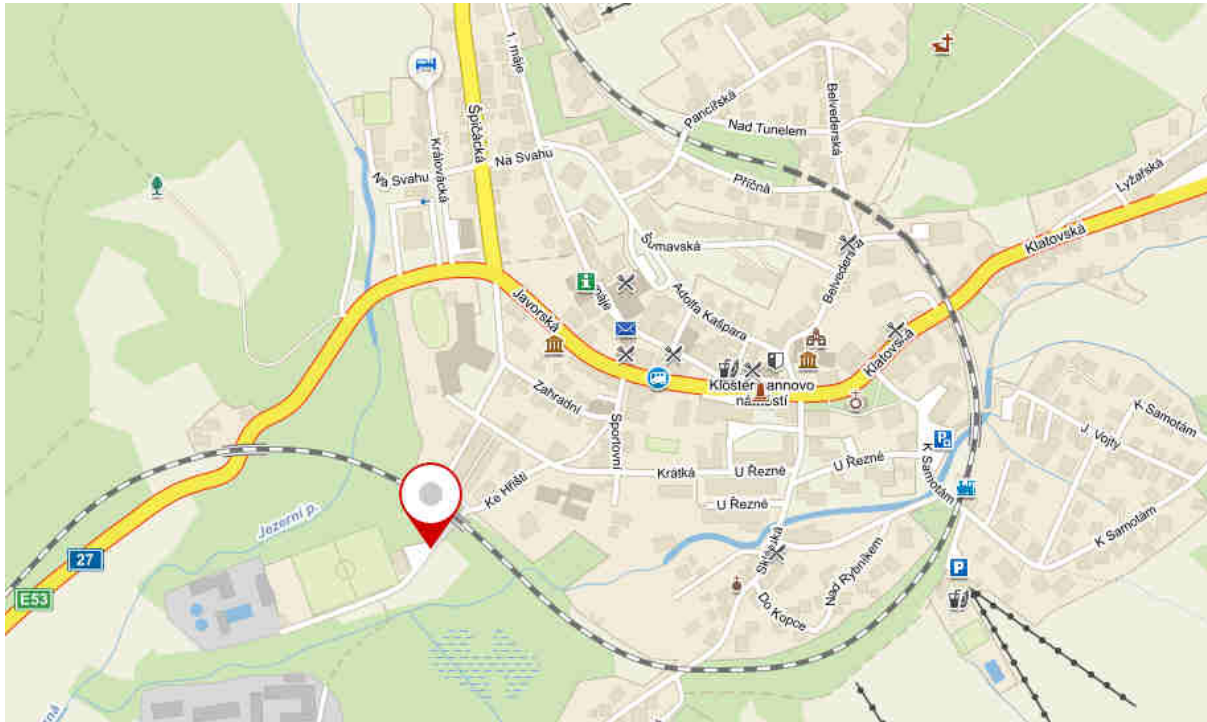 1. máje
Pancířská
Belvederská
Nad Tunelem
Špičácká
Královácká
Na Svahu
Na Svahu
Příčná
Lyžařská
Klatovská
Šumavská
Belvederská
máje
Adolfa Kašpara
Javorská
Klatovská
Klostermannovo
náměstí
Zahradní
Sportovní
K Samotám
J. Vojty
U Řezné
K Samotám
Krátká
U Řezné
Ke Hřišti
U Řezné
Jezerní p.
K Samotám
Sklářská
27
Nad Rybníkem
E53
Do Kopce
P
P